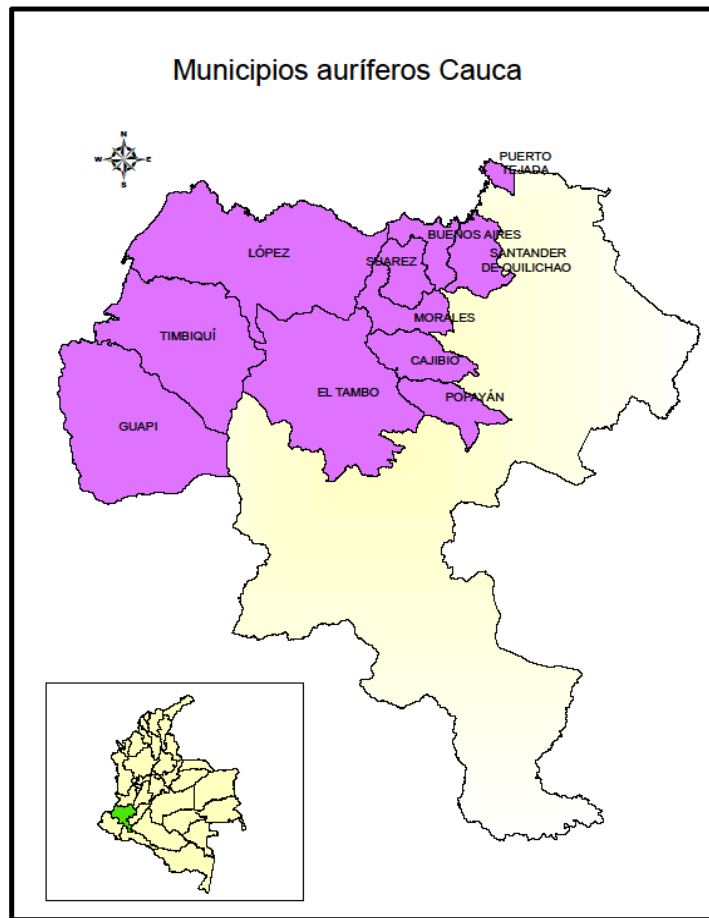 Municipios auríferos Cauca
N
W E
S
PUERTO
TEJADA
BUENOS AIRES
LÓPEZ
SUAREZ
SANTANDER
DE QUILICHAO
MORALES
TIMBIQUÍ
CAJIBIO
EL TAMBO
POPAYÁN
GUAPI